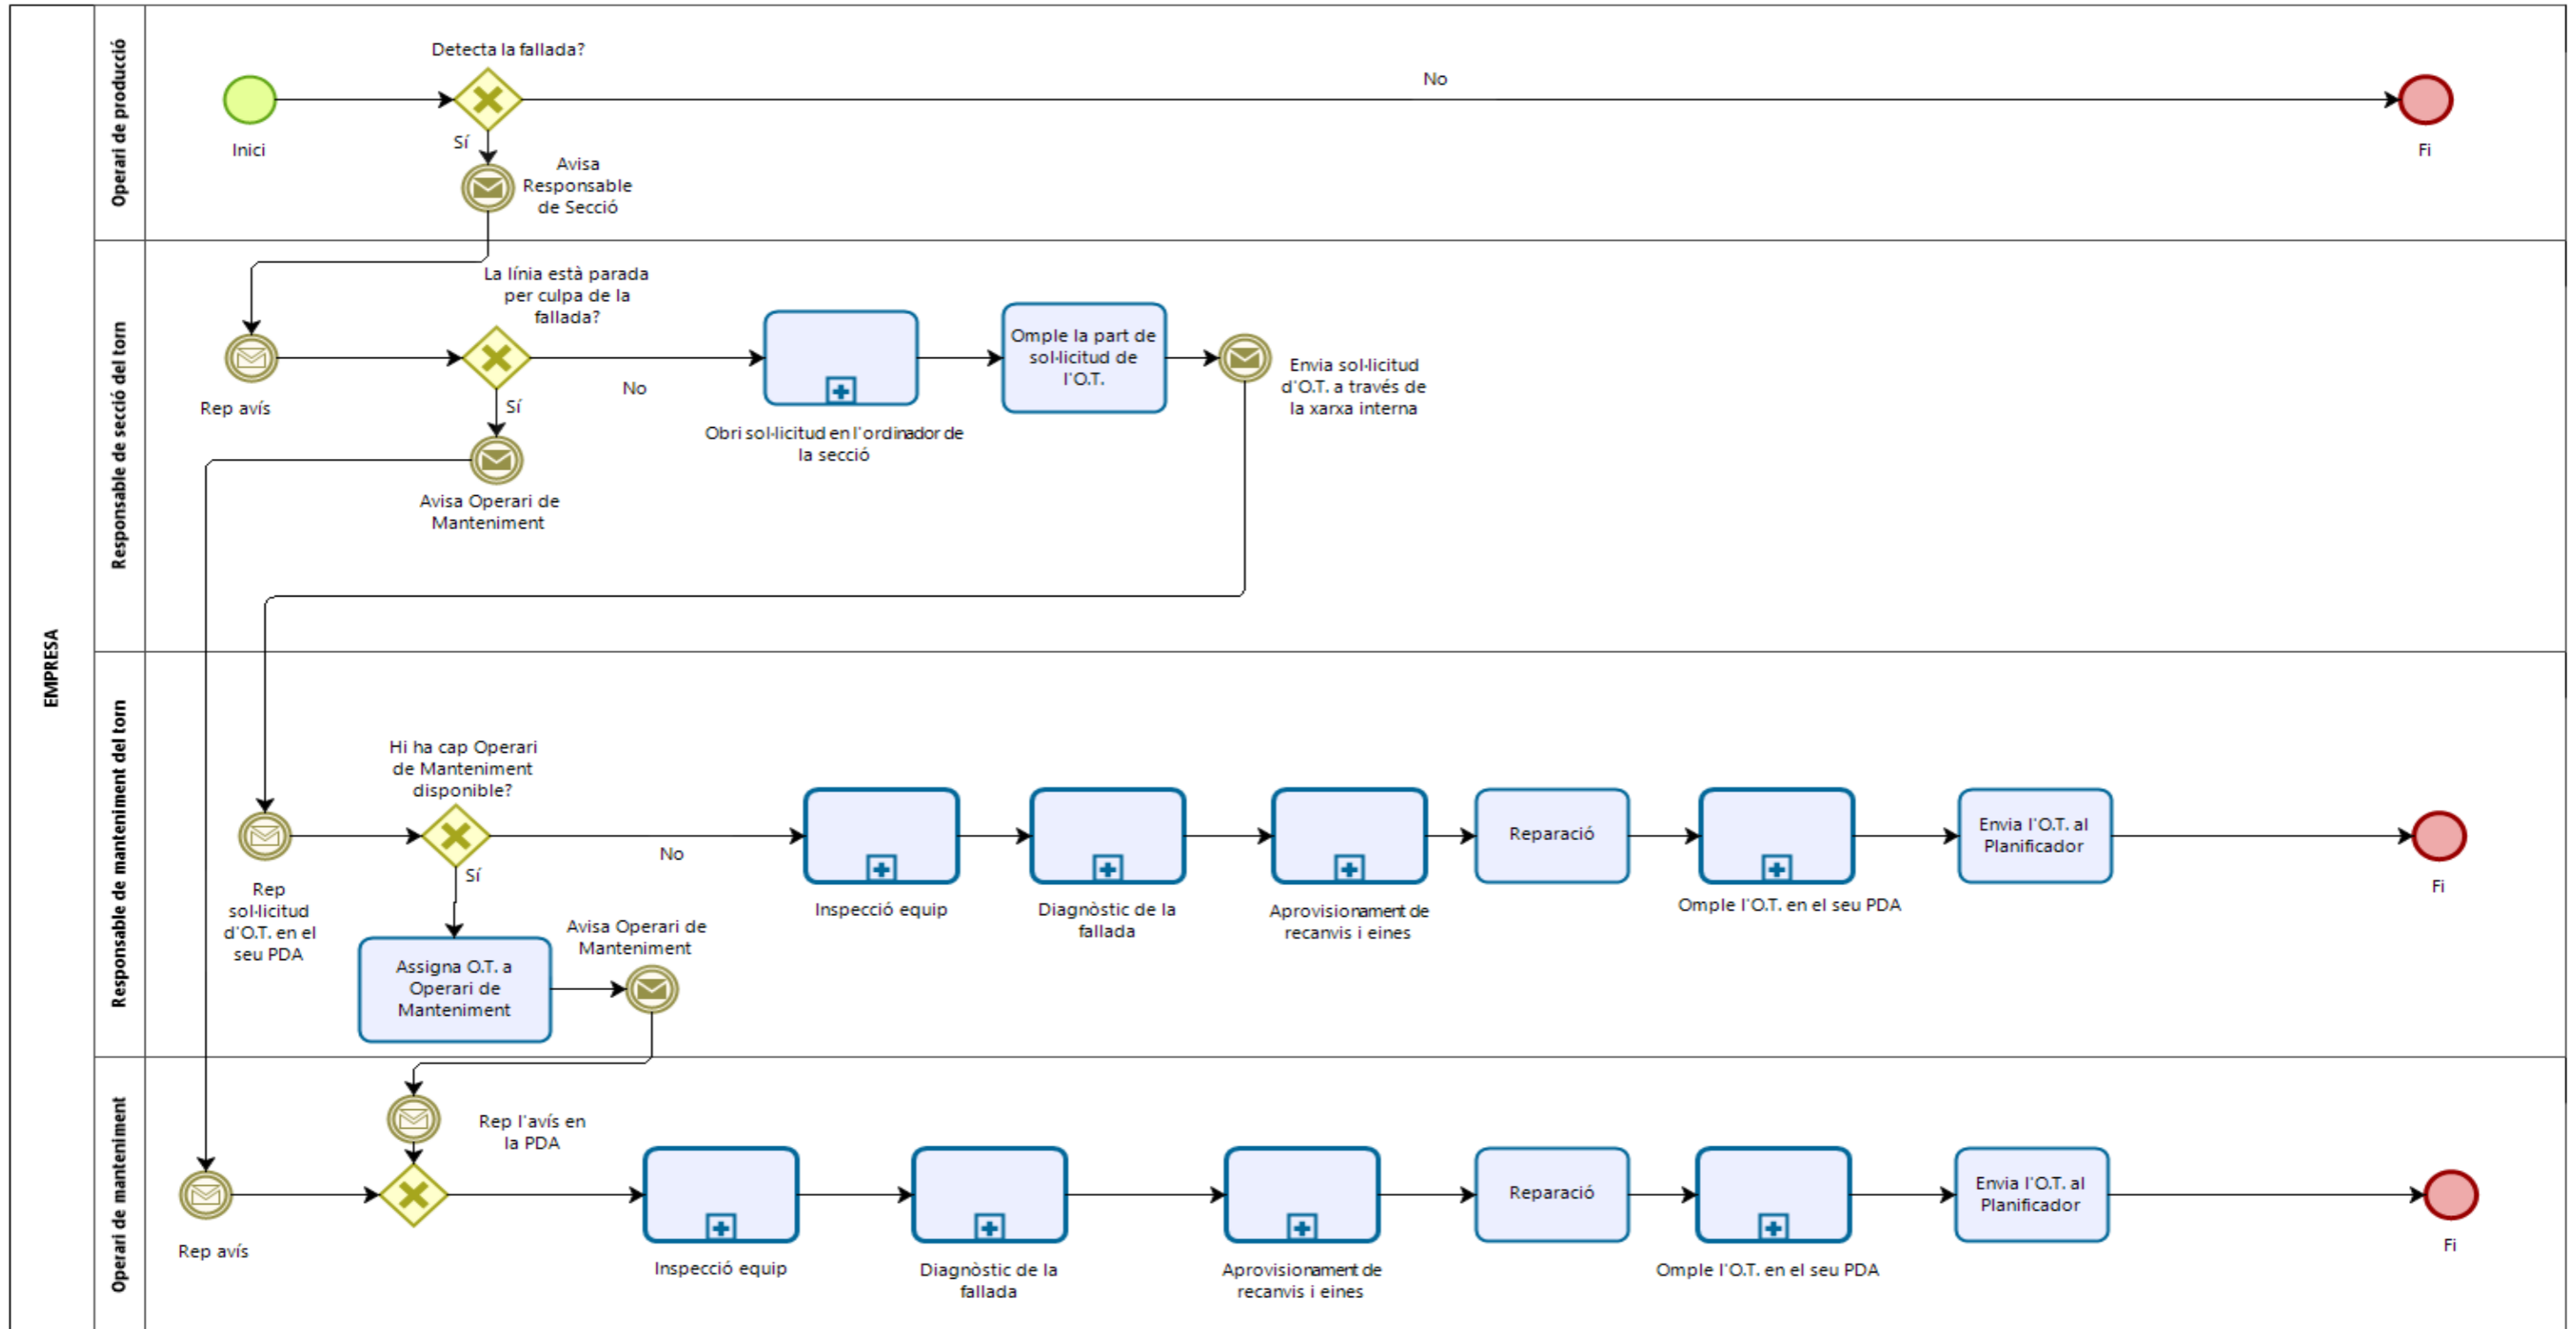 EMPRESA
Operari de producció
Detecta la fallada?
No
Inici
Sí
Avisa
Responsable
de Secció
Fi
Responsable de secció del torn
La línia està parada
per culpa de la
fallada?
Rep avís
No
Sí
Avisa Operari de
Manteniment
Obri sol·licitud en l'ordinador de
la secció
Omple la part de
sol·licitud de
l'O.T.
Envia sol·licitud
d'O.T. a través de
la xarxa interna
Responsable de manteniment del torn
Hi ha cap Operari
de Manteniment
disponible?
Rep
sol·licitud
d'O.T. en el
seu PDA
No
Sí
Assigna O.T. a
Operari de
Manteniment
Avisa Operari de
Manteniment
Inspecció equip
Diagnòstic de la
fallada
Aprovisionament de
recanvis i eines
Reparació
Omple l'O.T. en el seu PDA
Envia l'O.T. al
Planificador
Fi
Operari de manteniment
Rep l'avís en
la PDA
Rep avís
Inspecció equip
Diagnòstic de la
fallada
Aprovisionament de
recanvis i eines
Reparació
Omple l'O.T. en el seu PDA
Envia l'O.T. al
Planificador
Fi